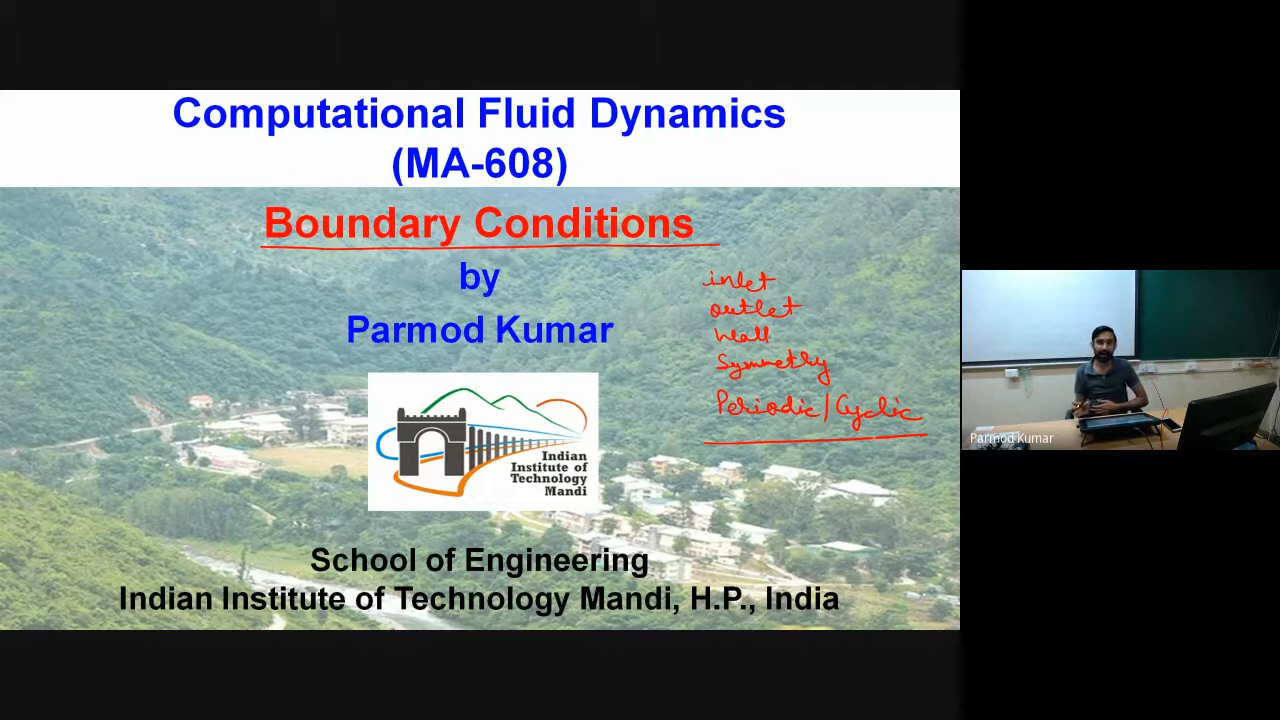 Computational Fluid Dynamics
(MA-608)
Boundary Conditions
by
Parmod Kumar
inlet
outlet
wall
Symmetry
Periodic/Cyclic
Indian
Institute of
Technology
Mandi
School of Engineering
Indian Institute of Technology Mandi, H.P., India
Parmod Kumar